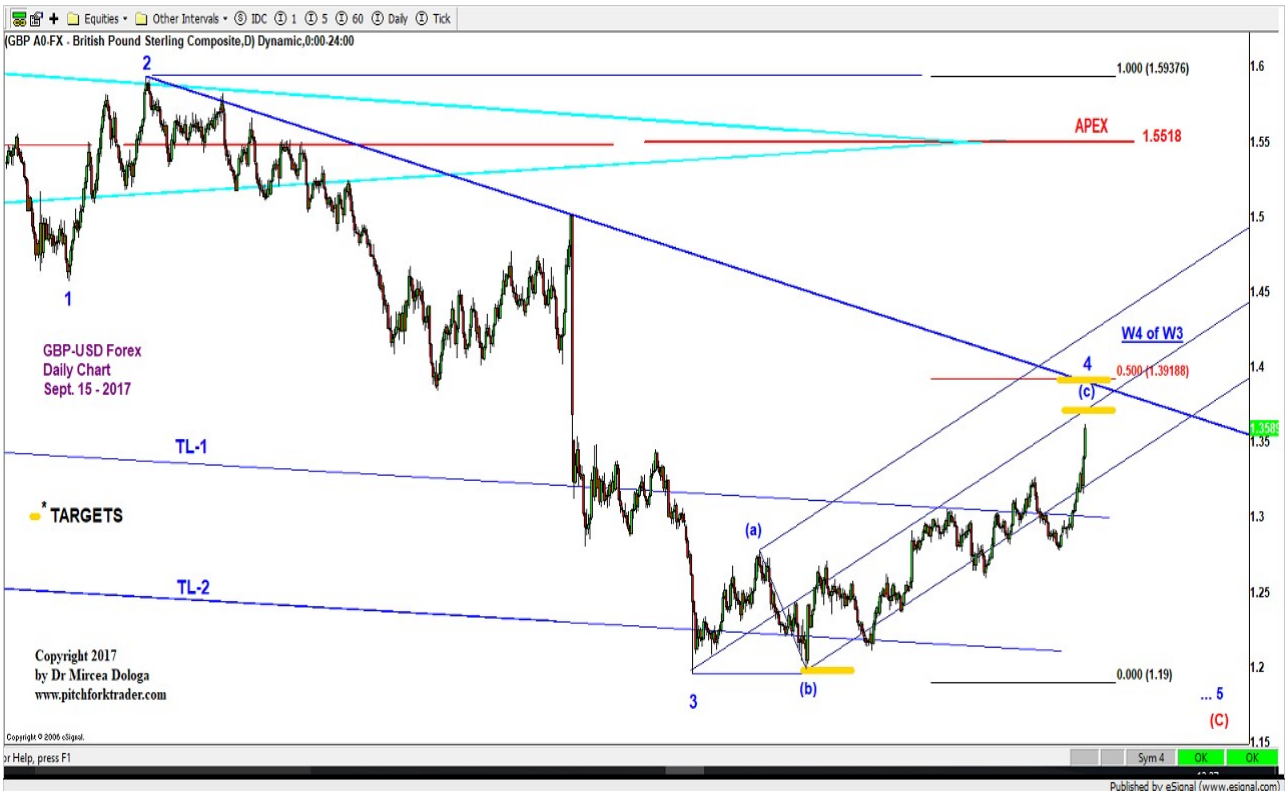 Equities Other Intervals IDC 1 5 60 Daily Tick
(GBP A0-FX - British Pound Sterling Composite,D) Dynamic,0:00-24:00
2
1.000 (1.59376)
1.6
APEX
1.5518
1.55
1.5
1
1.45
W4 of W3
GBP-USD Forex
Daily Chart
Sept. 15 - 2017
4
0.500 (1.39188)
1.4
(c)
1.3589
1.35
TL-1
* TARGETS
1.3
(a)
1.25
TL-2
Copyright 2017
by Dr Mircea Dologa
www.pitchforktrader.com
1.2
0.000 (1.19)
(b)
3
... 5
(C)
Copyright © 2006 eSignal.
1.15
or Help, press F1
Sym 4 OK OK
Published by eSignal (www.esignal.com)